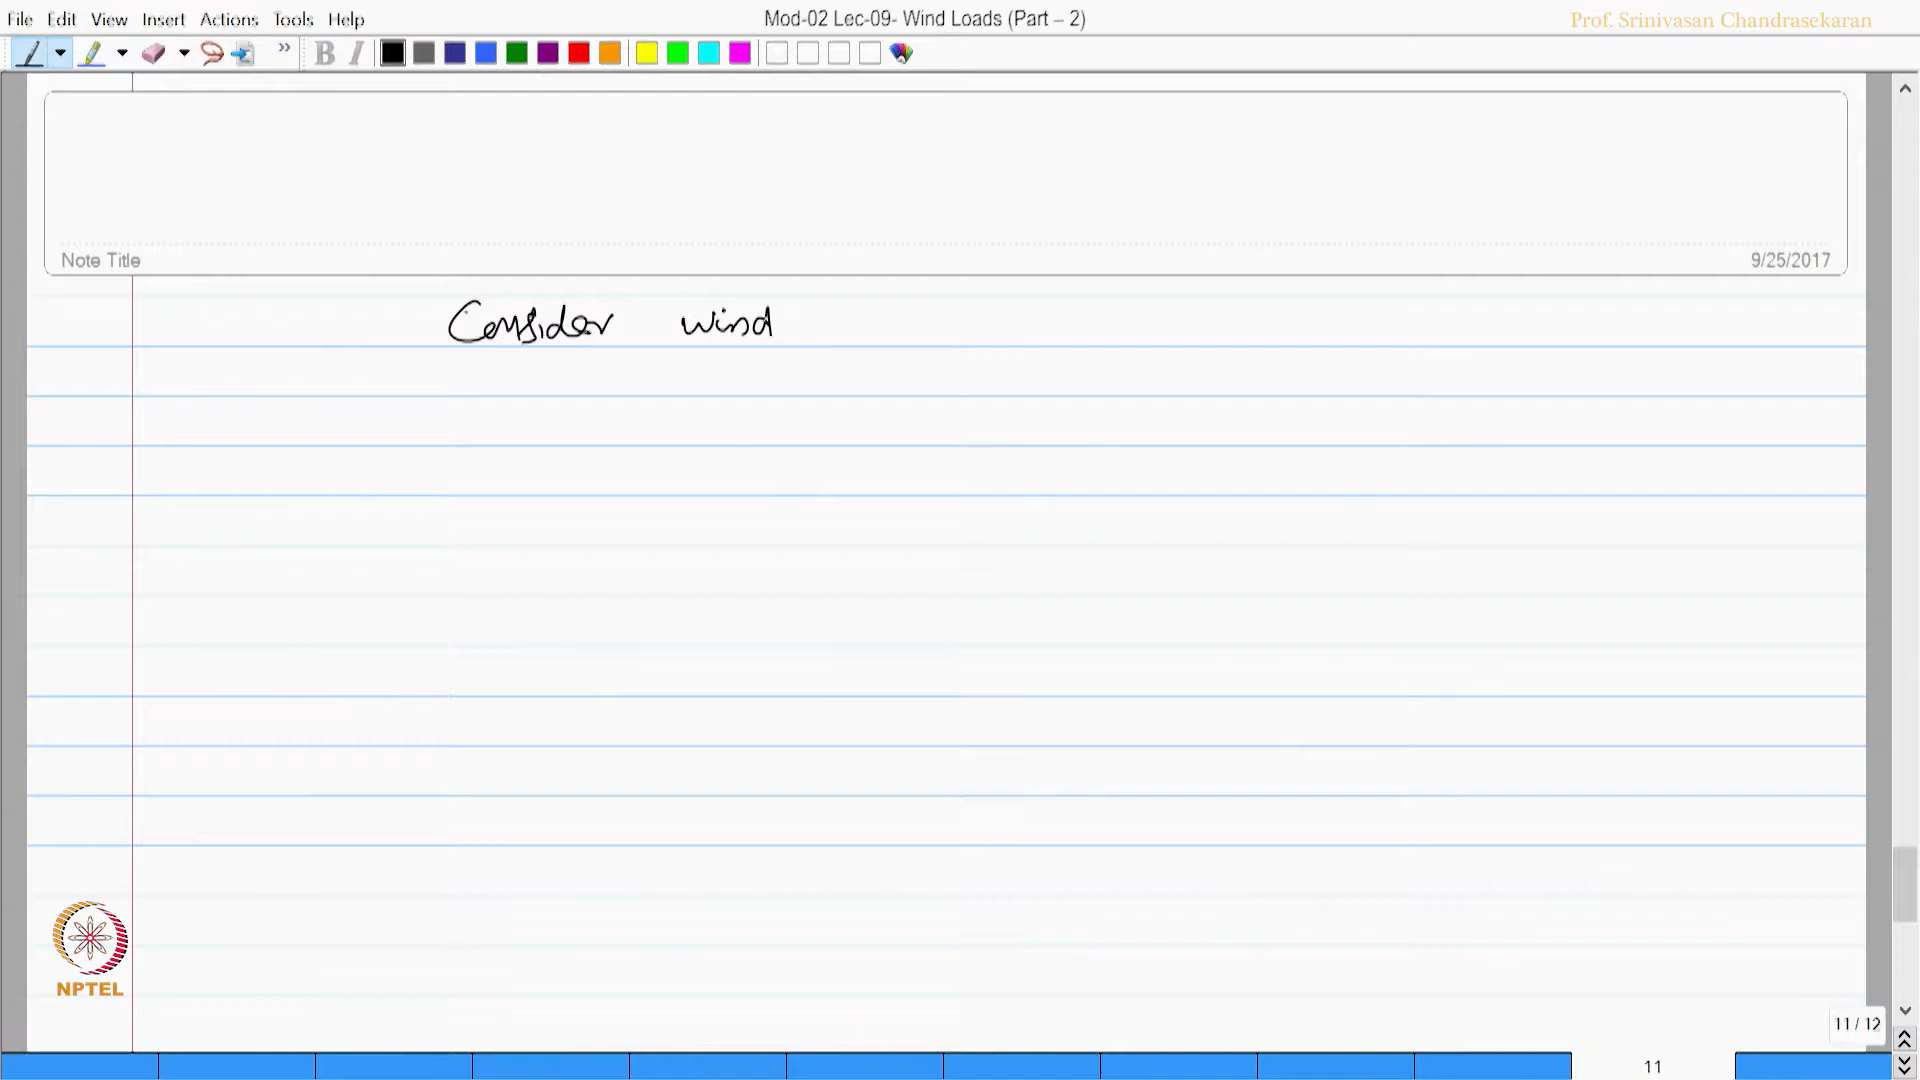 File Edit View Insert Actions Tools Help Mod-02 Lec-09- Wind Loads (Part – 2) Prof. Srinivasan Chandrasekaran
B I
Note Title 9/25/2017
Consider wind
NPTEL
11 / 12
11